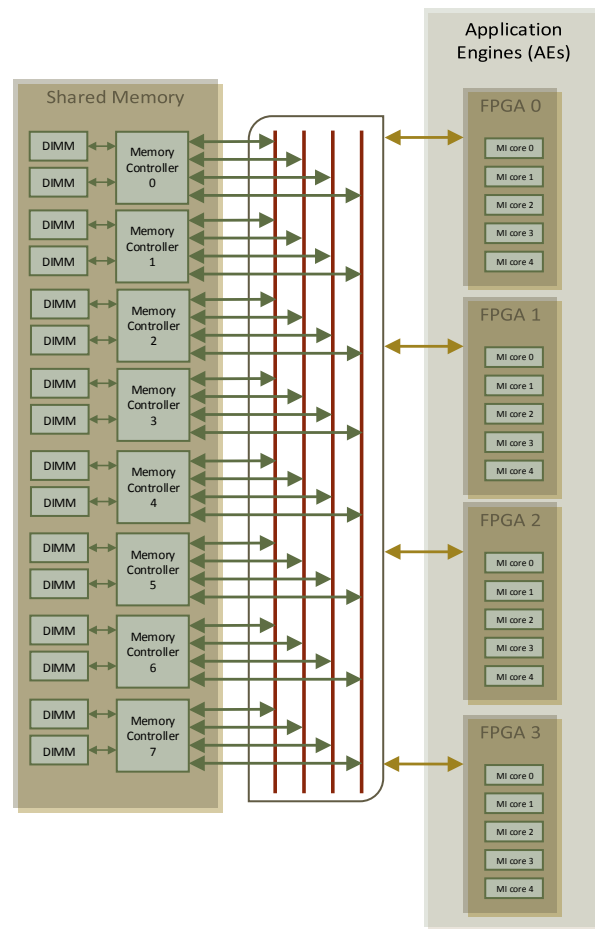 Application
Engines (AEs)
Shared Memory
DIMM
DIMM
Memory
Controller
0
DIMM
DIMM
Memory
Controller
1
DIMM
DIMM
Memory
Controller
2
DIMM
DIMM
Memory
Controller
3
DIMM
DIMM
Memory
Controller
4
DIMM
DIMM
Memory
Controller
5
DIMM
DIMM
Memory
Controller
6
DIMM
DIMM
Memory
Controller
7
FPGA 0
MI core 0
MI core 1
MI core 2
MI core 3
MI core 4
FPGA 1
MI core 0
MI core 1
MI core 2
MI core 3
MI core 4
FPGA 2
MI core 0
MI core 1
MI core 2
MI core 3
MI core 4
FPGA 3
MI core 0
MI core 1
MI core 2
MI core 3
MI core 4